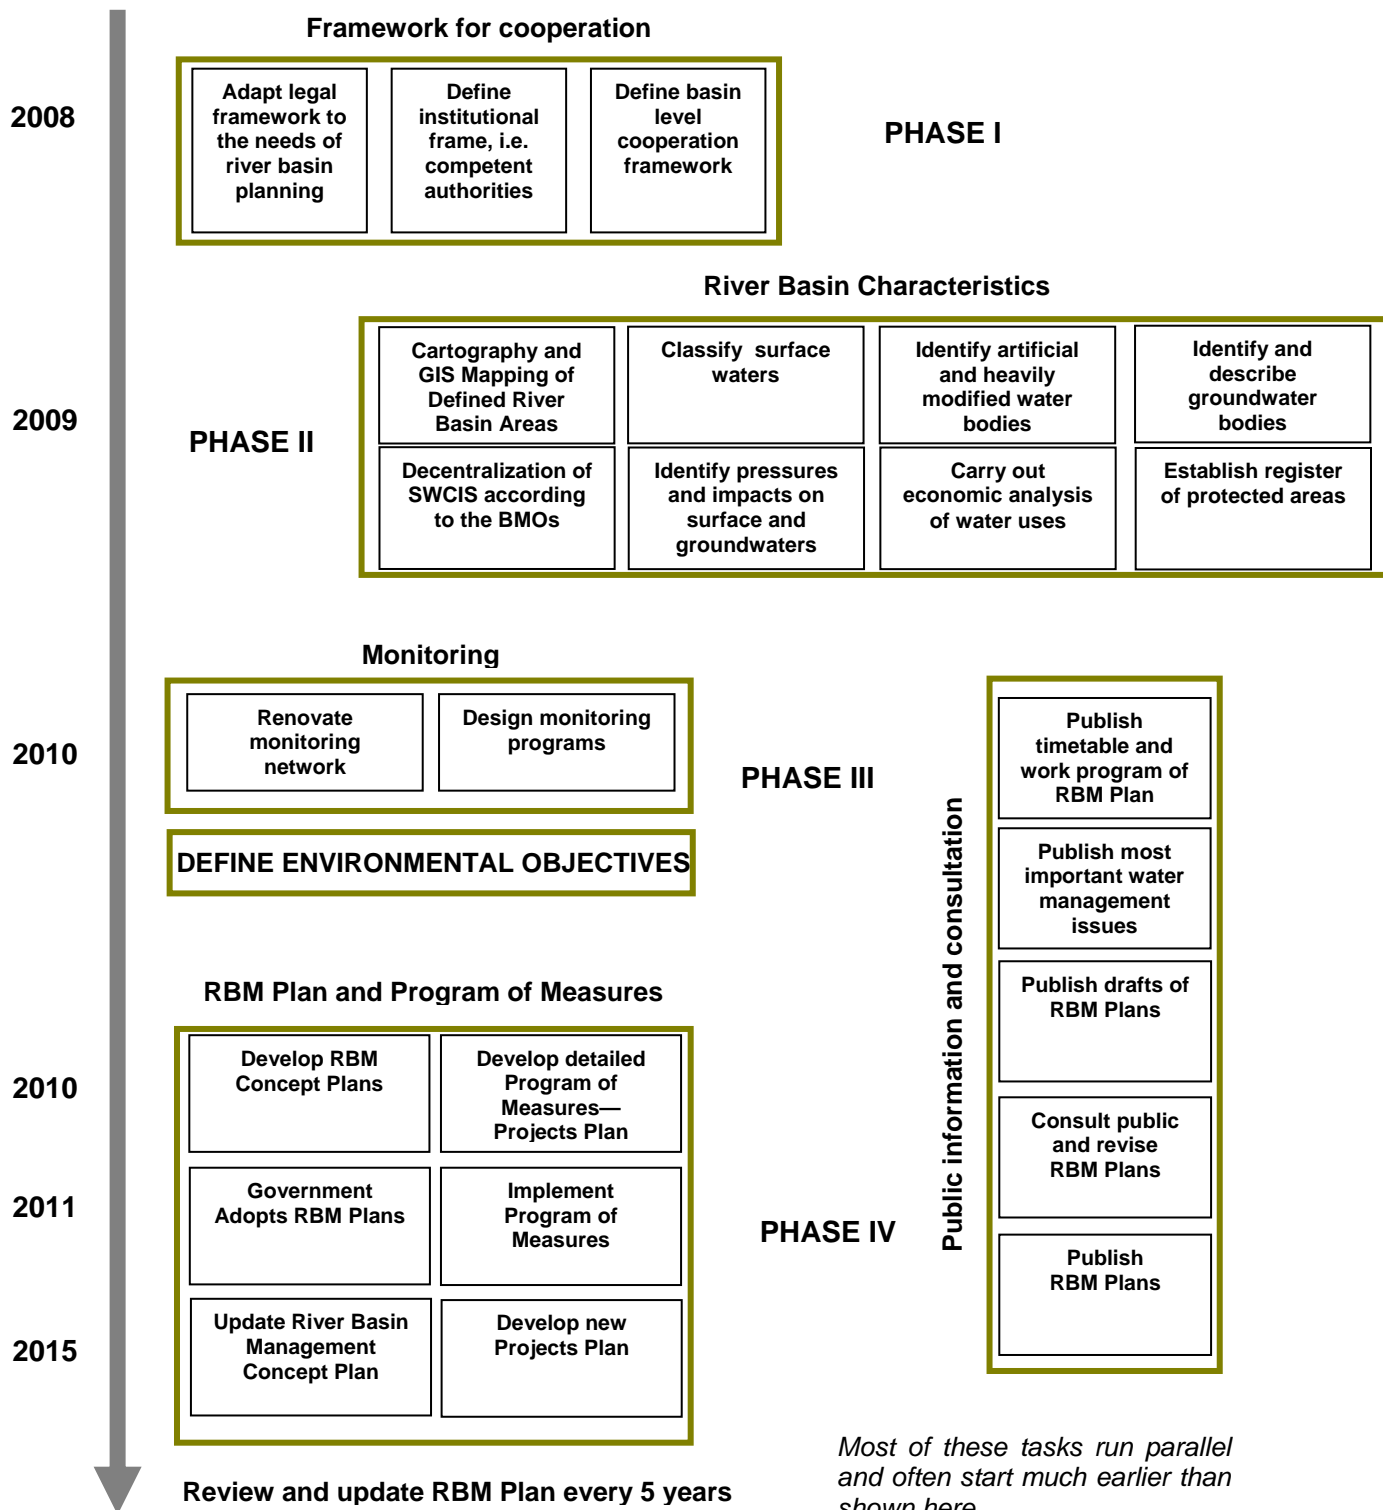 Framework for cooperation
2008
Adapt legal
framework to
the needs of
river basin
planning
Define
institutional
frame, i.e.
competent
authorities
Define basin
level
cooperation
framework
PHASE I
River Basin Characteristics
2009
PHASE II
Cartography and
GIS Mapping of
Defined River
Basin Areas
Classify surface
waters
Identify artificial
and heavily
modified water
bodies
Identify and
describe
groundwater
bodies
Decentralization of
SWCIS according
to the BMOs
Identify pressures
and impacts on
surface and
groundwaters
Carry out
economic analysis
of water uses
Establish register
of protected areas
Monitoring
2010
Renovate
monitoring
network
Design monitoring
programs
PHASE III
DEFINE ENVIRONMENTAL OBJECTIVES
Public information and consultation
Publish
timetable and
work program of
RBM Plan
Publish most
important water
management
issues
Publish drafts of
RBM Plans
Consult public
and revise
RBM Plans
Publish
RBM Plans
RBM Plan and Program of Measures
2010
Develop RBM
Concept Plans
Develop detailed
Program of
Measures—
Projects Plan
2011
Government
Adopts RBM Plans
Implement
Program of
Measures
PHASE IV
2015
Update River Basin
Management
Concept Plan
Develop new
Projects Plan
Review and update RBM Plan every 5 years
Most of these tasks run parallel
and often start much earlier than
shown here